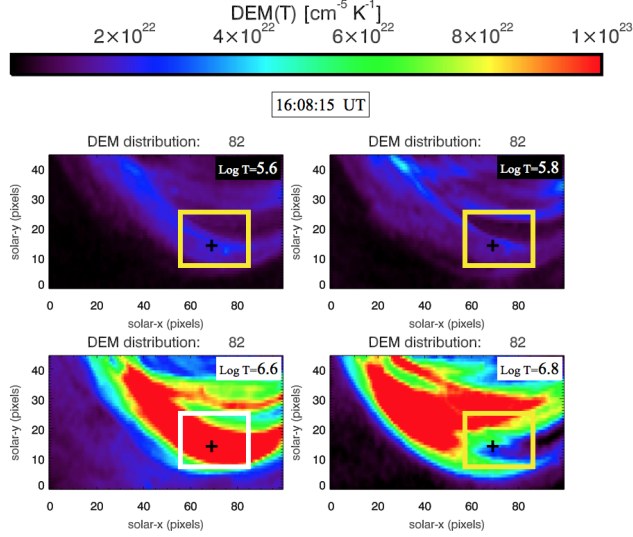 DEM(T) [cm⁻⁵ K⁻¹]
2×10²² 4×10²² 6×10²² 8×10²² 1×10²³
16:08:15 UT
DEM distribution: 82 DEM distribution: 82
Log T=5.6 Log T=5.8
solar-y (pixels) 40 30 20 10 0 solar-y (pixels) 40 30 20 10 0
0 20 40 60 80 0 20 40 60 80
solar-x (pixels) solar-x (pixels)
DEM distribution: 82 DEM distribution: 82
Log T=6.6 Log T=6.8
solar-y (pixels) 40 30 20 10 0 solar-y (pixels) 40 30 20 10 0
0 20 40 60 80 0 20 40 60 80
solar-x (pixels) solar-x (pixels)